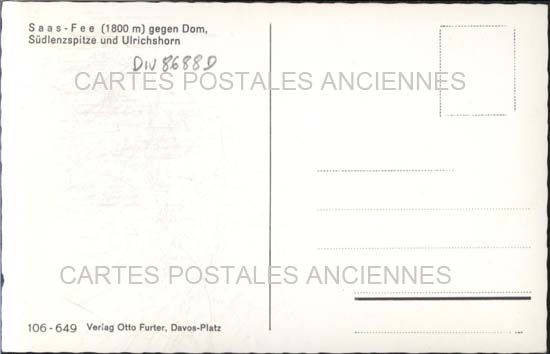 Saas-Fee (1800 m) gegen Dom,
Südlenzspitze und Ulrichshorn
Div 8688D
CARTES POSTALES ANCIENNES
CARTES POSTALES ANCIENNES
106-649 Verlag Otto Furter, Davos-Platz